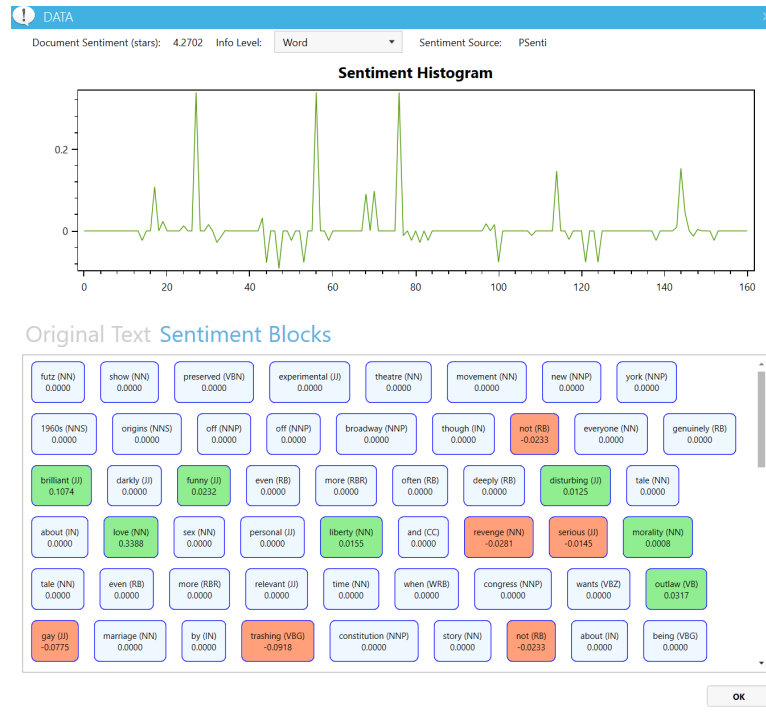 DATA
Document Sentiment (stars): 4.2702 Info Level: Word Sentiment Source: PSenti
Sentiment Histogram
0.2
0
0 20 40 60 80 100 120 140 160
Original Text Sentiment Blocks
futz (NN) show (NN) preserved (VBN) experimental (JJ) theatre (NN) movement (NN) new (NNP) york (NNP)
0.0000 0.0000 0.0000 0.0000 0.0000 0.0000 0.0000 0.0000
1960s (NNS) origins (NNS) off (NNP) off (NNP) broadway (NNP) though (IN) not (RB) everyone (NN) genuinely (RB)
0.0000 0.0000 0.0000 0.0000 0.0000 0.0000 -0.0233 0.0000 0.0000
brilliant (JJ) darkly (JJ) funny (JJ) even (RB) more (RBR) often (RB) deeply (RB) disturbing (JJ) tale (NN)
0.1074 0.0000 0.0232 0.0000 0.0000 0.0000 0.0000 0.0125 0.0000
about (IN) love (NN) sex (NN) personal (JJ) liberty (NN) and (CC) revenge (NN) serious (JJ) morality (NN)
0.0000 0.3388 0.0000 0.0000 0.0155 0.0000 -0.0281 -0.0145 0.0008
tale (NN) even (RB) more (RBR) relevant (JJ) time (NN) when (WRB) congress (NNP) wants (VBZ) outlaw (VB)
0.0000 0.0000 0.0000 0.0000 0.0000 0.0000 0.0000 0.0000 0.0317
gay (JJ) marriage (NN) by (IN) trashing (VBG) constitution (NNP) story (NN) not (RB) about (IN) being (VBG)
-0.0775 0.0000 0.0000 -0.0918 0.0000 0.0000 -0.0233 0.0000 0.0000
OK